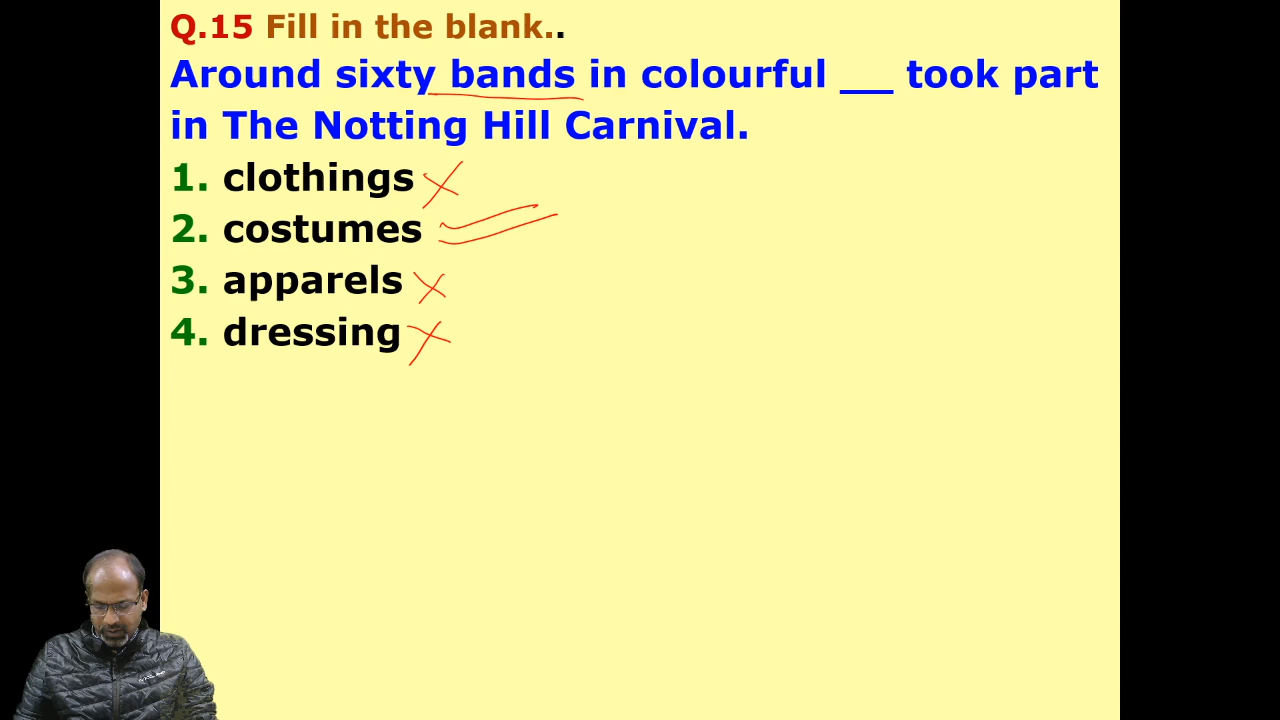 Q.15 Fill in the blank..
Around sixty bands in colourful __ took part
in The Notting Hill Carnival.
1. clothings
2. costumes
3. apparels
4. dressing